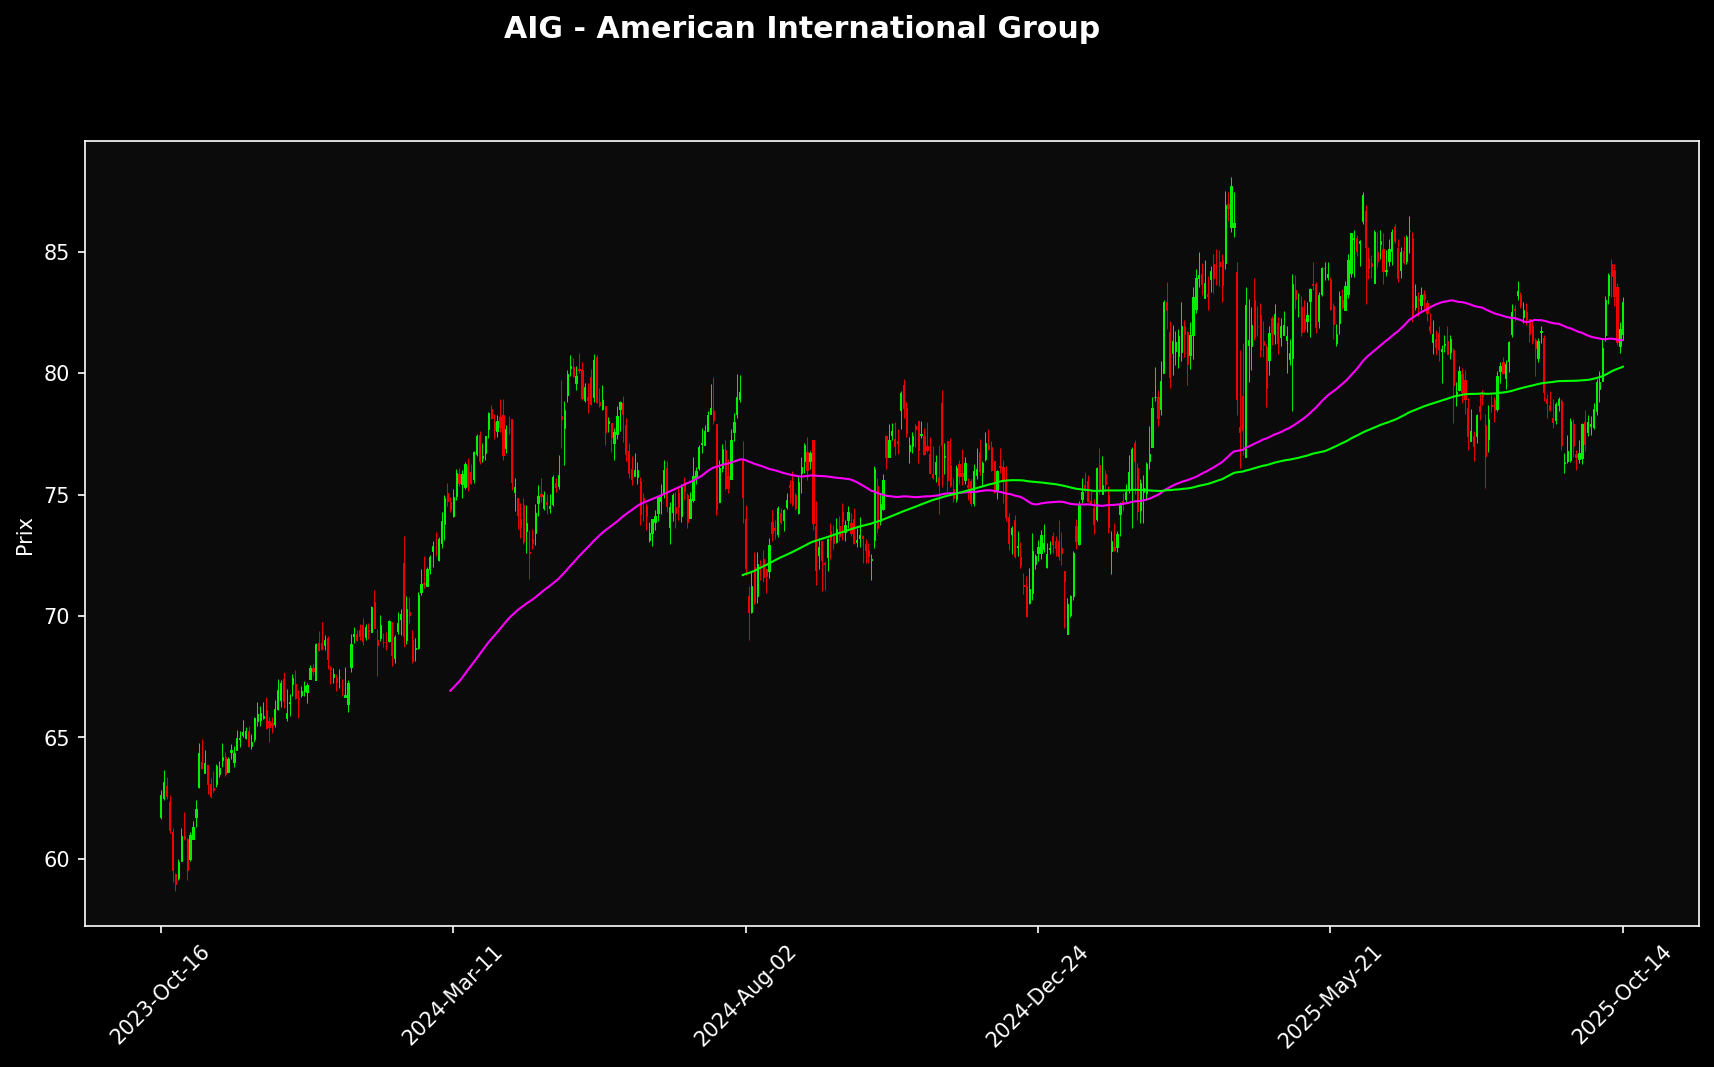 AIG - American International Group
Prix
85
80
75
70
65
60
2023-Oct-16
2024-Mar-11
2024-Aug-02
2024-Dec-24
2025-May-21
2025-Oct-14